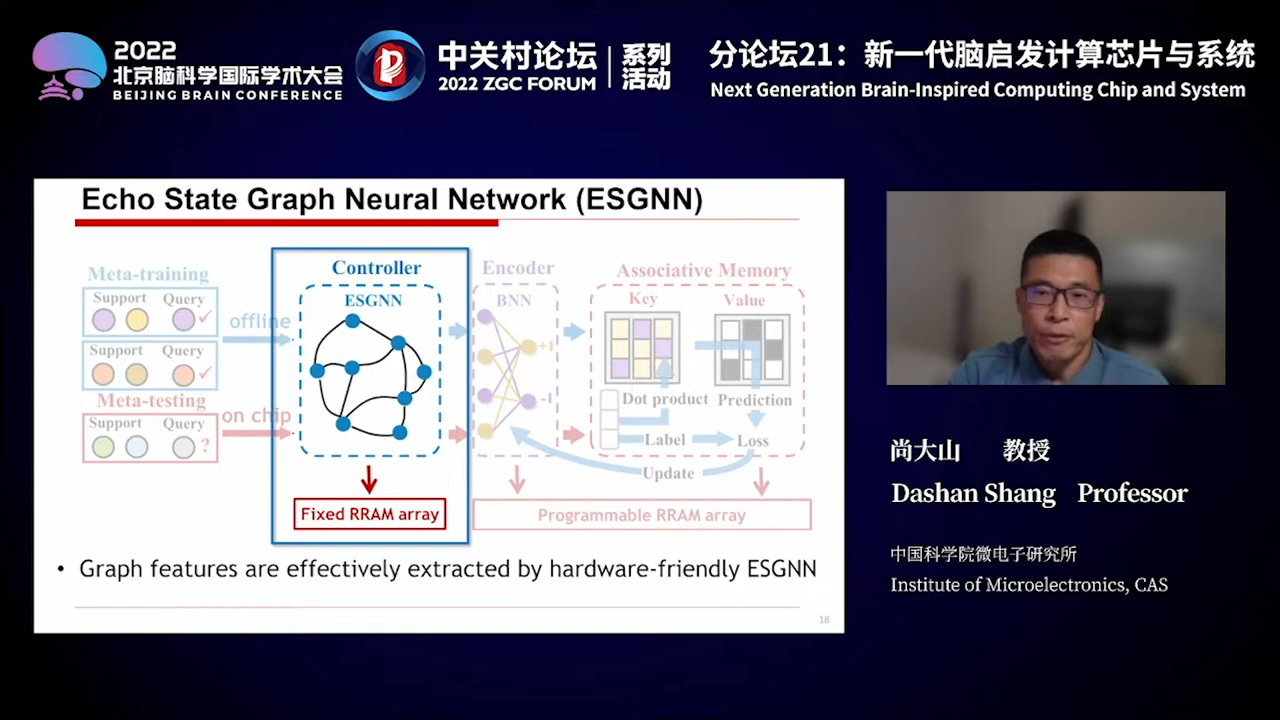 2022
北京脑科学国际学术大会
BEIJING BRAIN CONFERENCE
中关村论坛
2022 ZGC FORUM
系列
活动
分论坛21：新一代脑启发计算芯片与系统
Next Generation Brain-Inspired Computing Chip and System
Echo State Graph Neural Network (ESGNN)
Meta-training
Support Query
offline
Support Query
Meta-testing
on chip
Support Query
?
Controller
ESGNN
Fixed RRAM array
Encoder
BNN
+1
-1
Associative Memory
Key Value
Dot product Prediction
Label Loss
Update
Programmable RRAM array
• Graph features are effectively extracted by hardware-friendly ESGNN
18
尚大山 教授
Dashan Shang Professor
中国科学院微电子研究所
Institute of Microelectronics, CAS